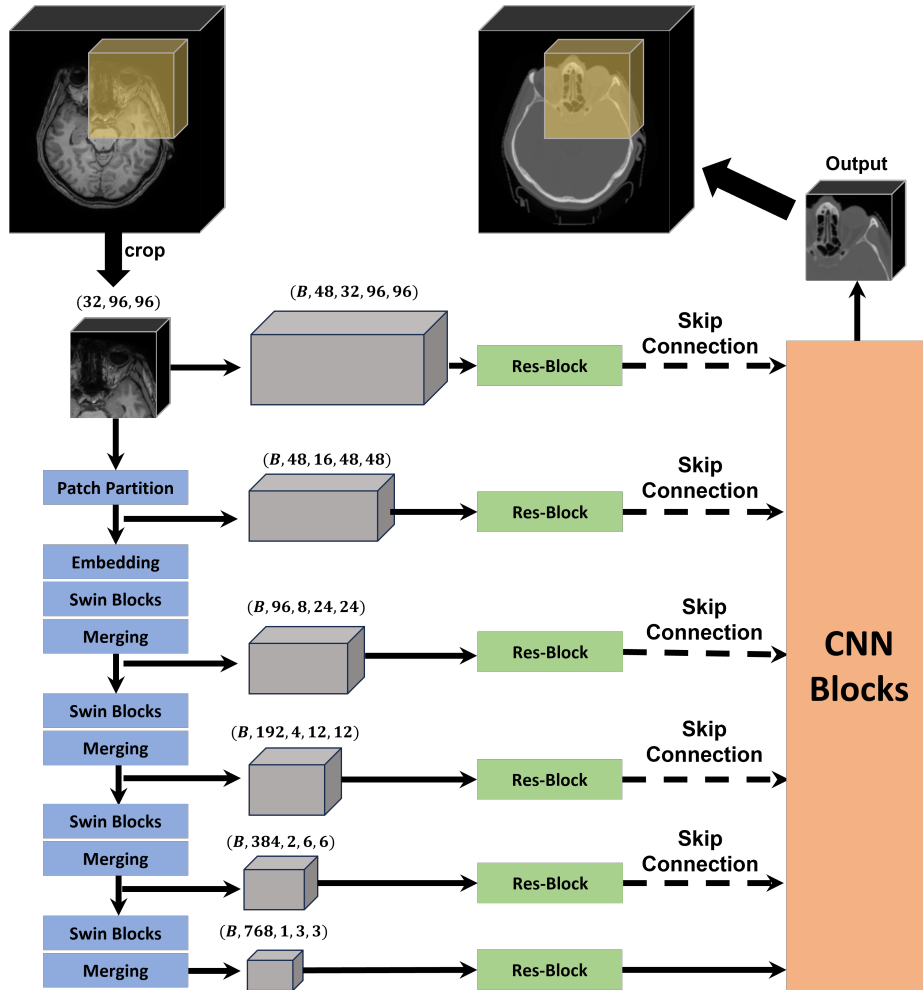 crop
Output
(32, 96, 96)
(B, 48, 32, 96, 96)
Res-Block
Skip
Connection
Patch Partition
(B, 48, 16, 48, 48)
Res-Block
Skip
Connection
Embedding
Swin Blocks
Merging
(B, 96, 8, 24, 24)
Res-Block
Skip
Connection
CNN
Blocks
Swin Blocks
Merging
(B, 192, 4, 12, 12)
Res-Block
Skip
Connection
Swin Blocks
Merging
(B, 384, 2, 6, 6)
Res-Block
Skip
Connection
Swin Blocks
Merging
(B, 768, 1, 3, 3)
Res-Block